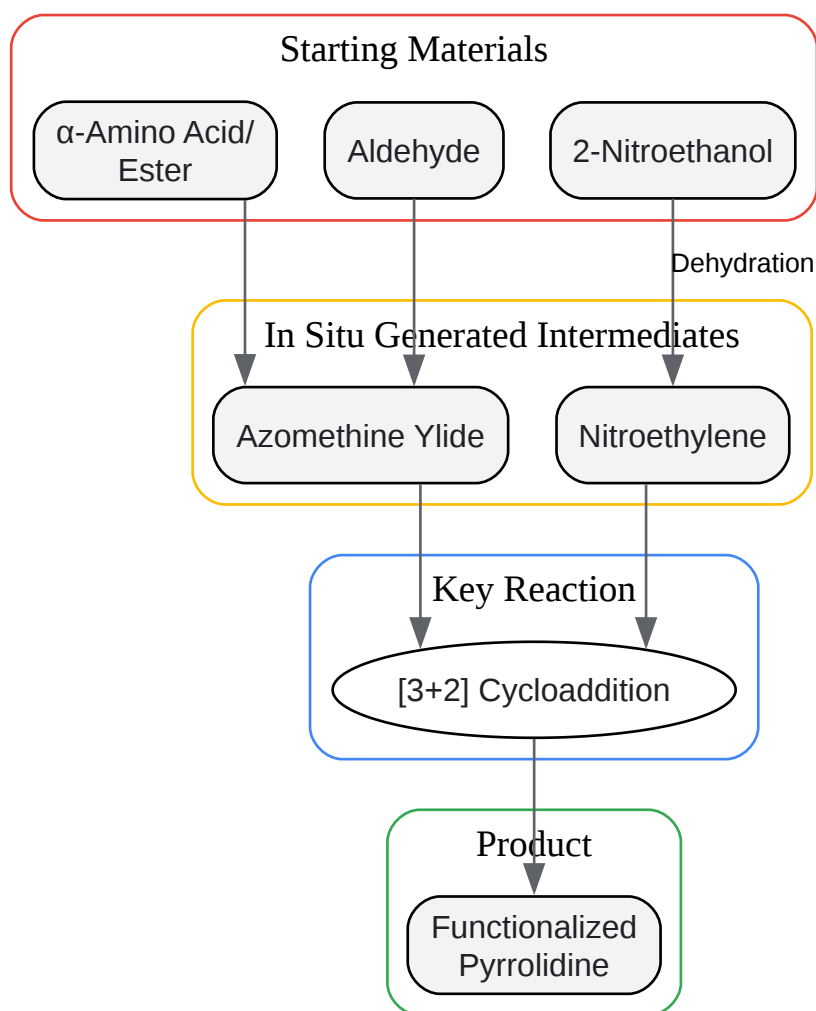 Starting Materials
α-Amino Acid/
Ester
Aldehyde
2-Nitroethanol
Dehydration
In Situ Generated Intermediates
Azomethine Ylide
Nitroethylene
Key Reaction
[3+2] Cycloaddition
Product
Functionalized
Pyrrolidine